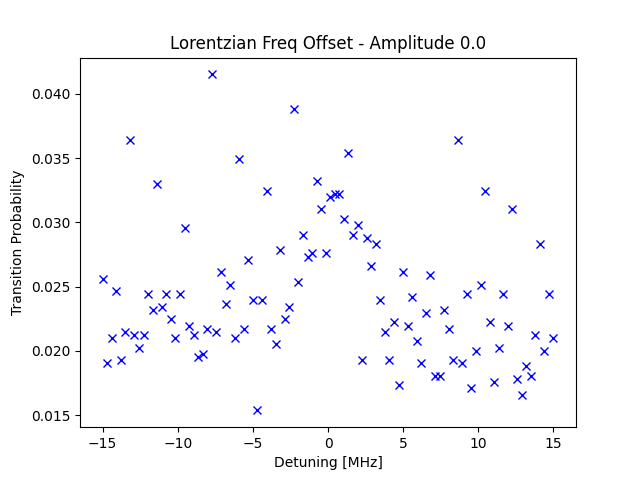 Lorentzian Freq Offset - Amplitude 0.0
Transition Probability
0.040
0.035
0.030
0.025
0.020
0.015
−15 −10 −5 0 5 10 15
Detuning [MHz]